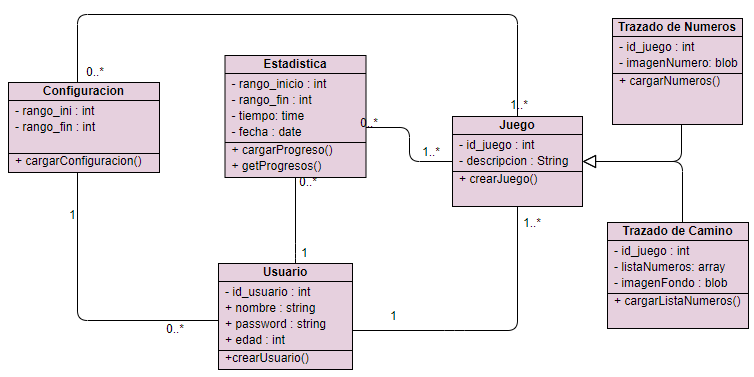 Trazado de Numeros
- id_juego : int
- imagenNumero: blob
+ cargarNumeros()
0..*
Estadistica
- rango_inicio : int
- rango_fin : int
- tiempo: time
- fecha : date
+ cargarProgreso()
+ getProgresos()
Configuracion
- rango_ini : int
- rango_fin : int
+ cargarConfiguracion()
1..*
0..*
Juego
- id_juego : int
- descripcion : String
+ crearJuego()
1..*
0..*
1
1..*
1
Trazado de Camino
- id_juego : int
- listaNumeros: array
- imagenFondo : blob
+ cargarListaNumeros()
Usuario
- id_usuario : int
+ nombre : string
+ password : string
+ edad : int
+crearUsuario()
0..*
1